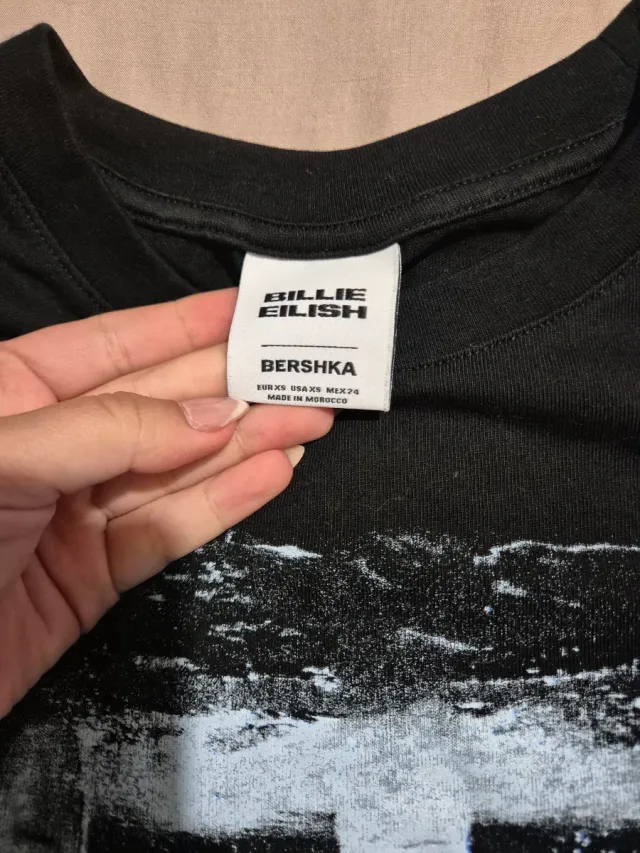 BILLIE
EILISH
BERSHKA
EUR XS USA XS MEX 24
MADE IN MOROCCO